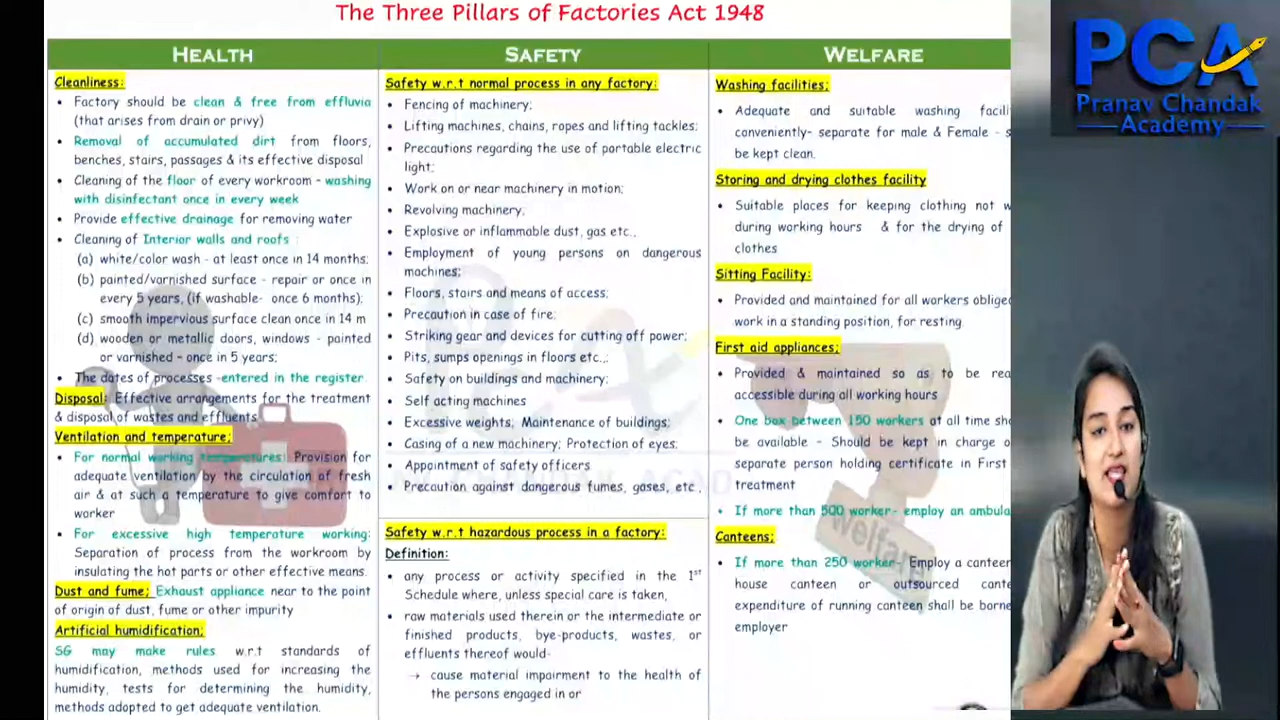 The Three Pillars of Factories Act 1948
HEALTH
Cleanliness:
• Factory should be clean & free from effluvia
(that arises from drain or privy)
• Removal of accumulated dirt from floors,
benches, stairs, passages & its effective disposal
• Cleaning of the floor of every workroom - washing
with disinfectant once in every week
• Provide effective drainage for removing water
• Cleaning of Interior walls and roofs :
(a) white/color wash - at least once in 14 months;
(b) painted/varnished surface - repair or once in
every 5 years, (if washable- once 6 months);
(c) smooth impervious surface clean once in 14 m
(d) wooden or metallic doors, windows - painted
or varnished - once in 5 years;
• The dates of processes -entered in the register
Disposal: Effective arrangements for the treatment
& disposal of wastes and effluents
Ventilation and temperature;
• For normal working temperatures: Provision for
adequate ventilation by the circulation of fresh
air & at such a temperature to give comfort to
worker
• For excessive high temperature working:
Separation of process from the workroom by
insulating the hot parts or other effective means.
Dust and fume; Exhaust appliance near to the point
of origin of dust, fume or other impurity
Artificial humidification;
SG may make rules w.r.t standards of
humidification, methods used for increasing the
humidity, tests for determining the humidity,
methods adopted to get adequate ventilation.
SAFETY
Safety w.r.t normal process in any factory:
• Fencing of machinery;
• Lifting machines, chains, ropes and lifting tackles;
• Precautions regarding the use of portable electric
light;
• Work on or near machinery in motion;
• Revolving machinery;
• Explosive or inflammable dust, gas etc.,
• Employment of young persons on dangerous
machines;
• Floors, stairs and means of access;
• Precaution in case of fire;
• Striking gear and devices for cutting off power;
• Pits, sumps openings in floors etc.,;
• Safety on buildings and machinery;
• Self acting machines
• Excessive weights; Maintenance of buildings;
• Casing of a new machinery; Protection of eyes;
• Appointment of safety officers
• Precaution against dangerous fumes, gases, etc.,
Safety w.r.t hazardous process in a factory:
Definition:
• any process or activity specified in the 1st
Schedule where, unless special care is taken,
• raw materials used therein or the intermediate or
finished products, bye-products, wastes, or
effluents thereof would-
→ cause material impairment to the health of
the persons engaged in or
WELFARE
Washing facilities;
• Adequate and suitable washing facili
conveniently- separate for male & Female - s
be kept clean.
Storing and drying clothes facility
• Suitable places for keeping clothing not w
during working hours & for the drying of
clothes
Sitting Facility:
• Provided and maintained for all workers oblige
work in a standing position, for resting
First aid appliances;
• Provided & maintained so as to be rea
accessible during all working hours
• One box between 150 workers at all time sh
be available - Should be kept in charge o
separate person holding certificate in First
treatment
• If more than 500 worker- employ an ambula
Canteens;
• If more than 250 worker- Employ a canteen
house canteen or outsourced cante
expenditure of running canteen shall be borne
employer
Welfare
PCA
Pranav Chandak
Academy